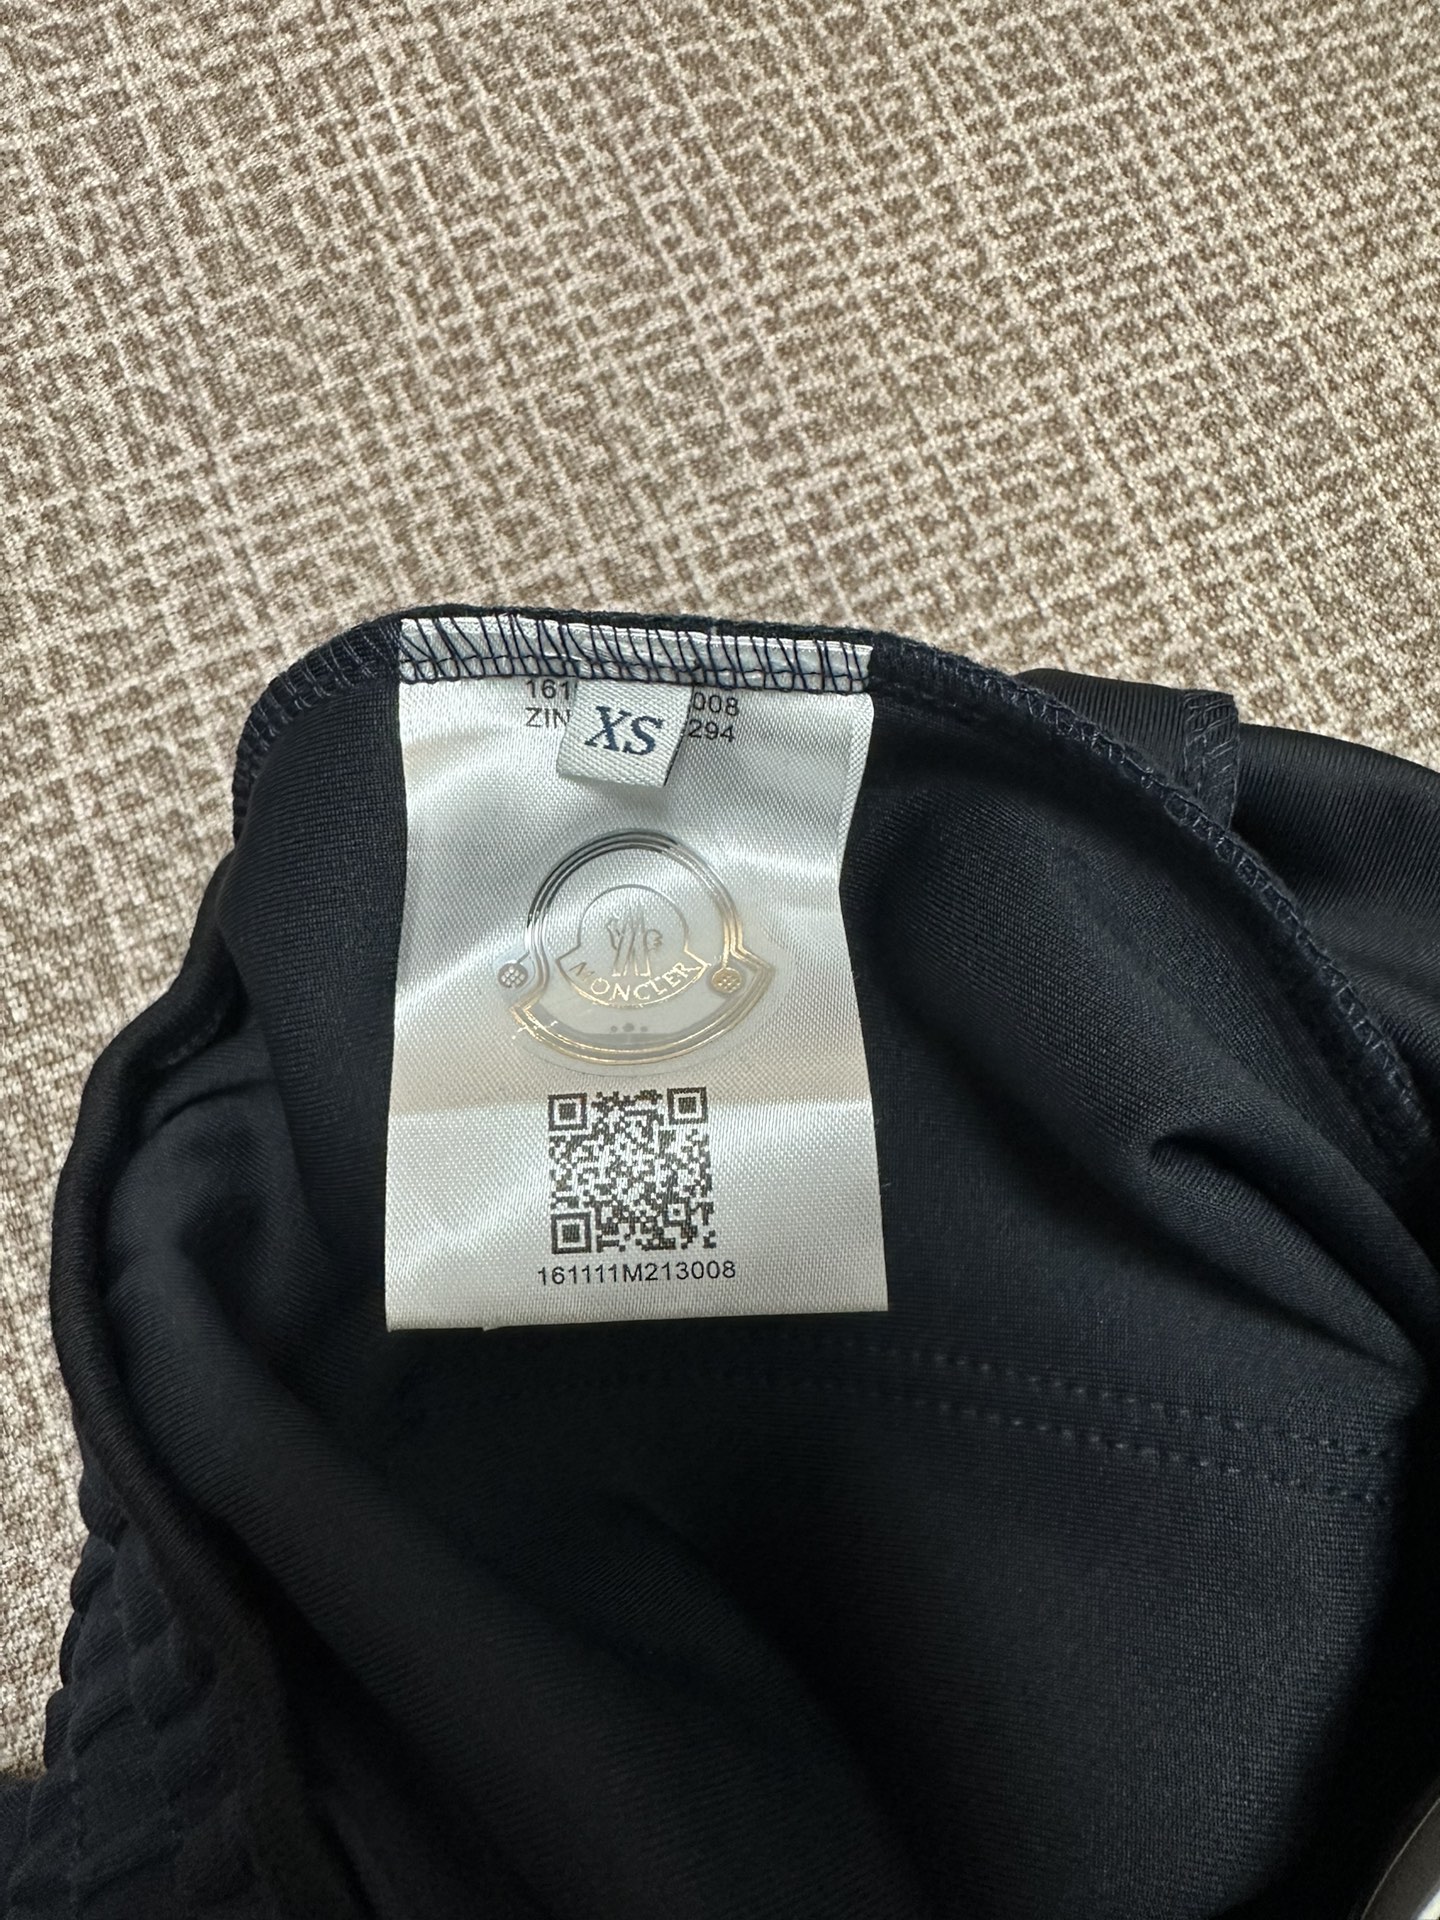 161 008
ZIN 294
XS
MONCLER
161111M213008